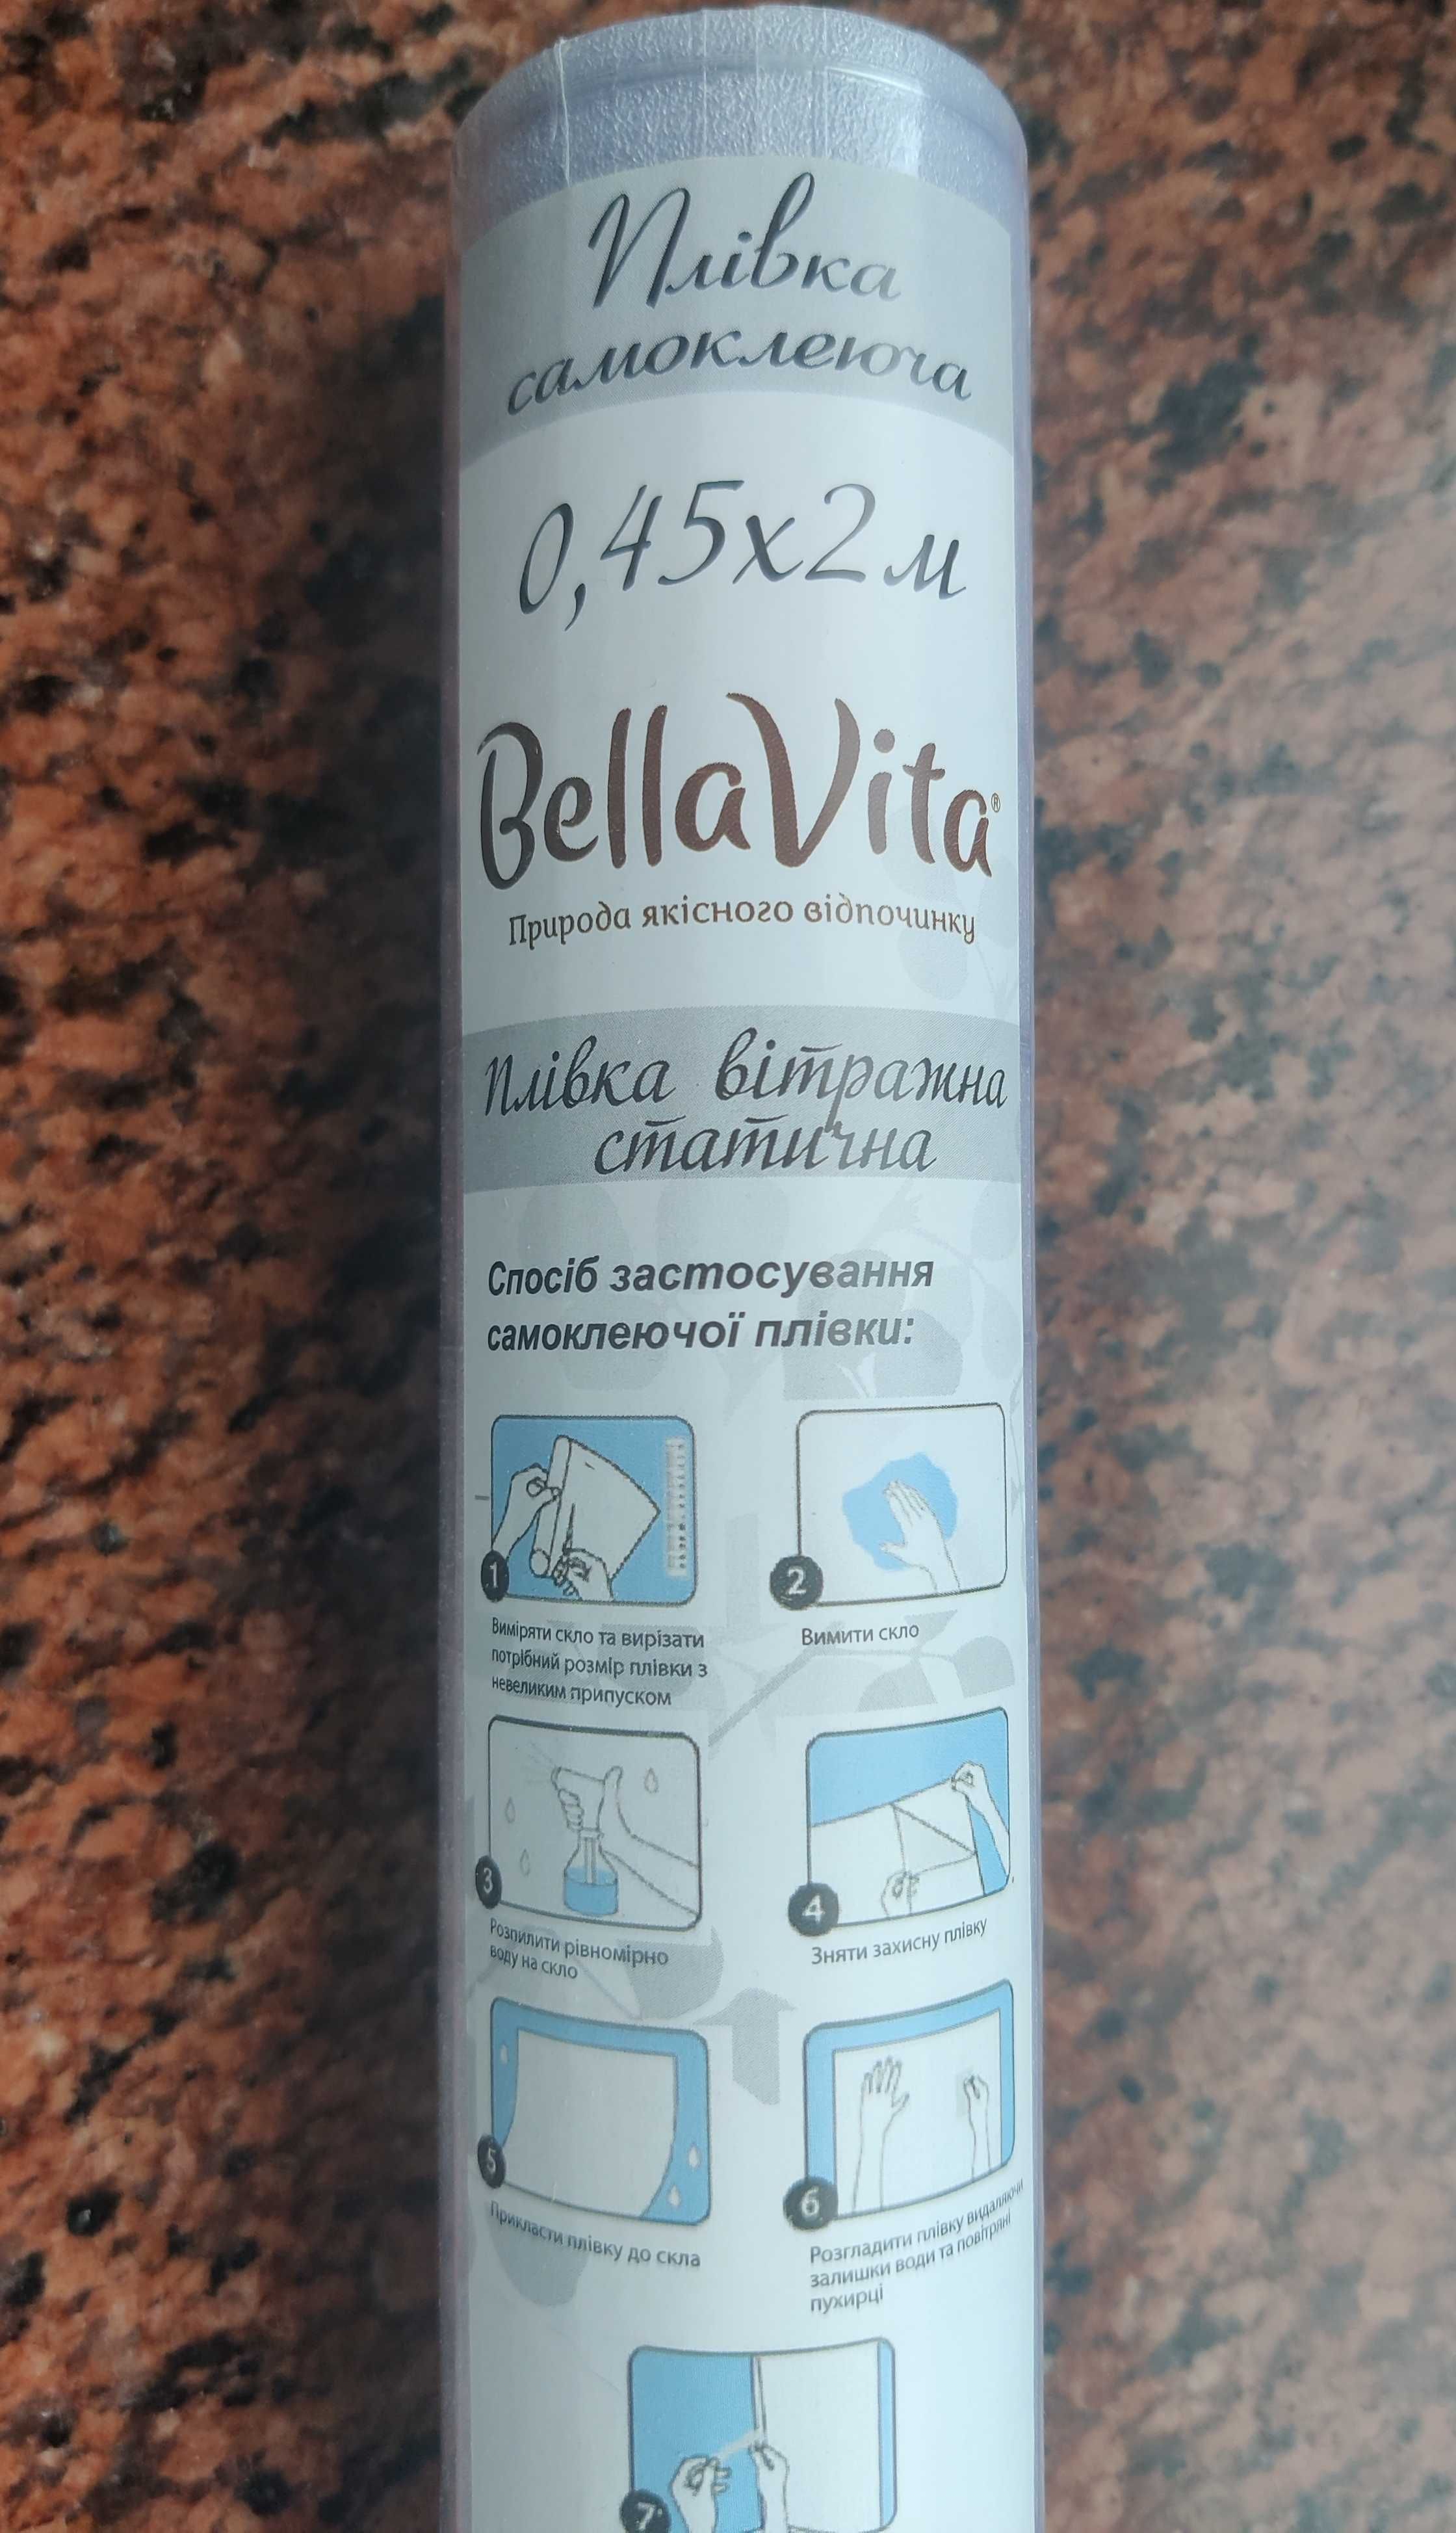 Плівка
самоклеюча
0,45х2м
BellaVita®
Природа якісного відпочинку
Плівка вітражна
статична
Спосіб застосування
самоклеючої плівки:
1
2
Виміряти скло та вирізати
потрібний розмір плівки з
невеликим припуском
Вимити скло
3
4
Розпилити рівномірно
воду на скло
Зняти захисну плівку
5
6
Прикласти плівку до скла
Розгладити плівку видаляючи
залишки води та повітряні
пухирці
7